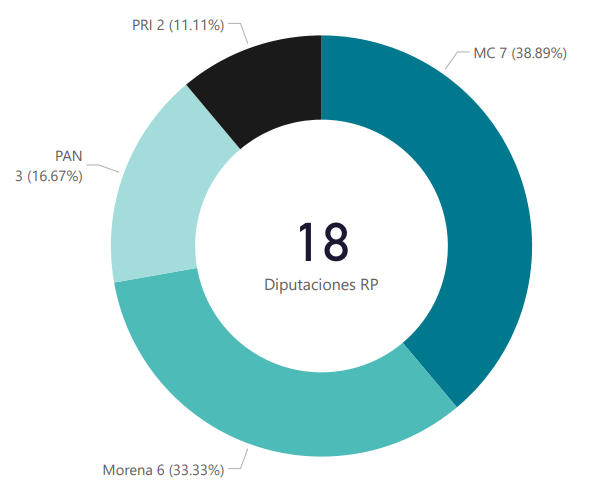 PRI 2 (11.11%)
MC 7 (38.89%)
PAN
3 (16.67%)
18
Diputaciones RP
Morena 6 (33.33%)